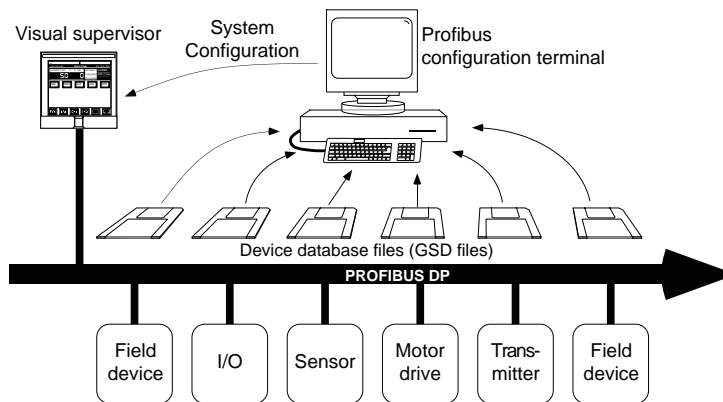 Visual supervisor
System
Configuration
Profibus
configuration terminal
Device database files (GSD files)
PROFIBUS DP
Field
device
I/O
Sensor
Motor
drive
Trans-
mitter
Field
device